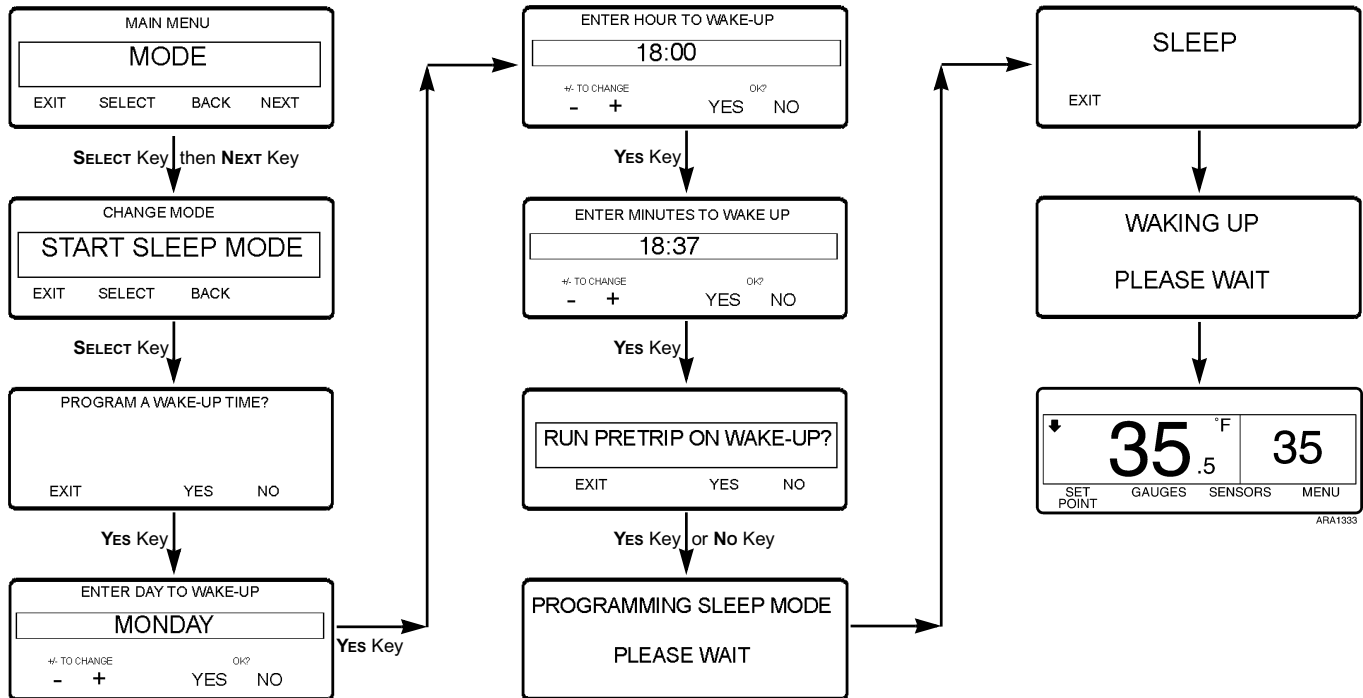 MAIN MENU
MODE
EXIT SELECT BACK NEXT
SELECT Key then NEXT Key
CHANGE MODE
START SLEEP MODE
EXIT SELECT BACK
SELECT Key
PROGRAM A WAKE-UP TIME?
EXIT YES NO
YES Key
ENTER DAY TO WAKE-UP
MONDAY
+/- TO CHANGE OK?
- + YES NO
YES Key
ENTER HOUR TO WAKE-UP
18:00
+/- TO CHANGE OK?
- + YES NO
YES Key
ENTER MINUTES TO WAKE UP
18:37
+/- TO CHANGE OK?
- + YES NO
YES Key
RUN PRETRIP ON WAKE-UP?
EXIT YES NO
YES Key or NO Key
PROGRAMMING SLEEP MODE
PLEASE WAIT
SLEEP
EXIT
WAKING UP
PLEASE WAIT
35.5 °F 35
SET POINT GAUGES SENSORS MENU
ARA1333